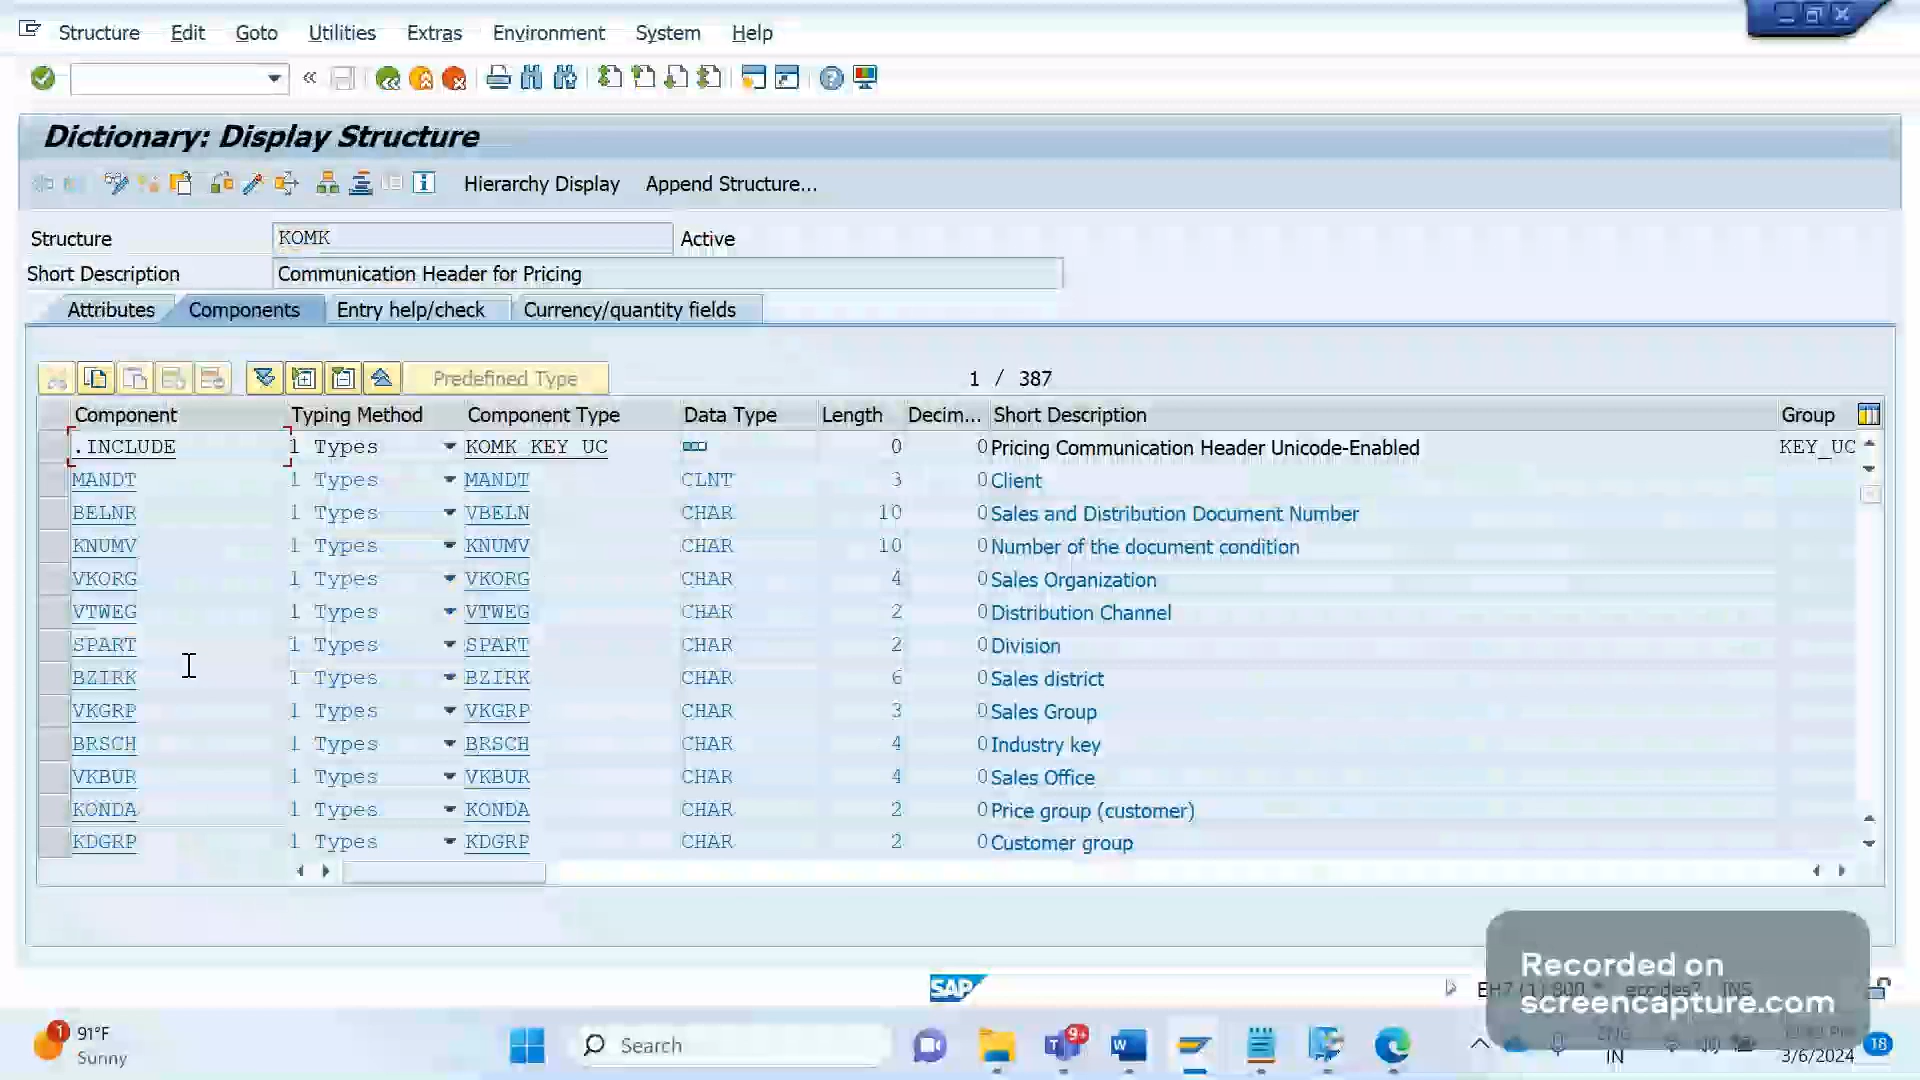 Structure Edit Goto Utilities Extras Environment System Help
Dictionary: Display Structure
Hierarchy Display Append Structure...
Structure KOMK Active
Short Description Communication Header for Pricing
Attributes Components Entry help/check Currency/quantity fields
Predefined Type 1 / 387
Component Typing Method Component Type Data Type Length Decim... Short Description Group
.INCLUDE 1 Types KOMK_KEY_UC 0 0 Pricing Communication Header Unicode-Enabled KEY_UC
MANDT 1 Types MANDT CLNT 3 0 Client
BELNR 1 Types VBELN CHAR 10 0 Sales and Distribution Document Number
KNUMV 1 Types KNUMV CHAR 10 0 Number of the document condition
VKORG 1 Types VKORG CHAR 4 0 Sales Organization
VTWEG 1 Types VTWEG CHAR 2 0 Distribution Channel
SPART 1 Types SPART CHAR 2 0 Division
BZIRK 1 Types BZIRK CHAR 6 0 Sales district
VKGRP 1 Types VKGRP CHAR 3 0 Sales Group
BRSCH 1 Types BRSCH CHAR 4 0 Industry key
VKBUR 1 Types VKBUR CHAR 4 0 Sales Office
KONDA 1 Types KONDA CHAR 2 0 Price group (customer)
KDGRP 1 Types KDGRP CHAR 2 0 Customer group
Recorded on
screencapture.com
SAP EH7 (1) 800 INS
1 91°F
Sunny
Search
9+
ENG
IN
3/6/2024 18